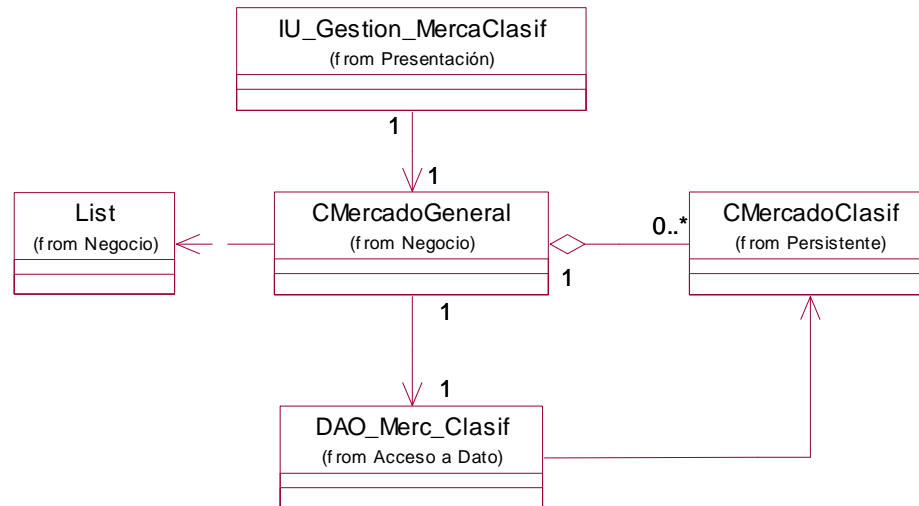 IU_Gestion_MercaClasif
(from Presentación)
1
1
List
(from Negocio)
CMercadoGeneral
(from Negocio)
0..*
1
CMercadoClasif
(from Persistente)
1
1
DAO_Merc_Clasif
(from Acceso a Dato)